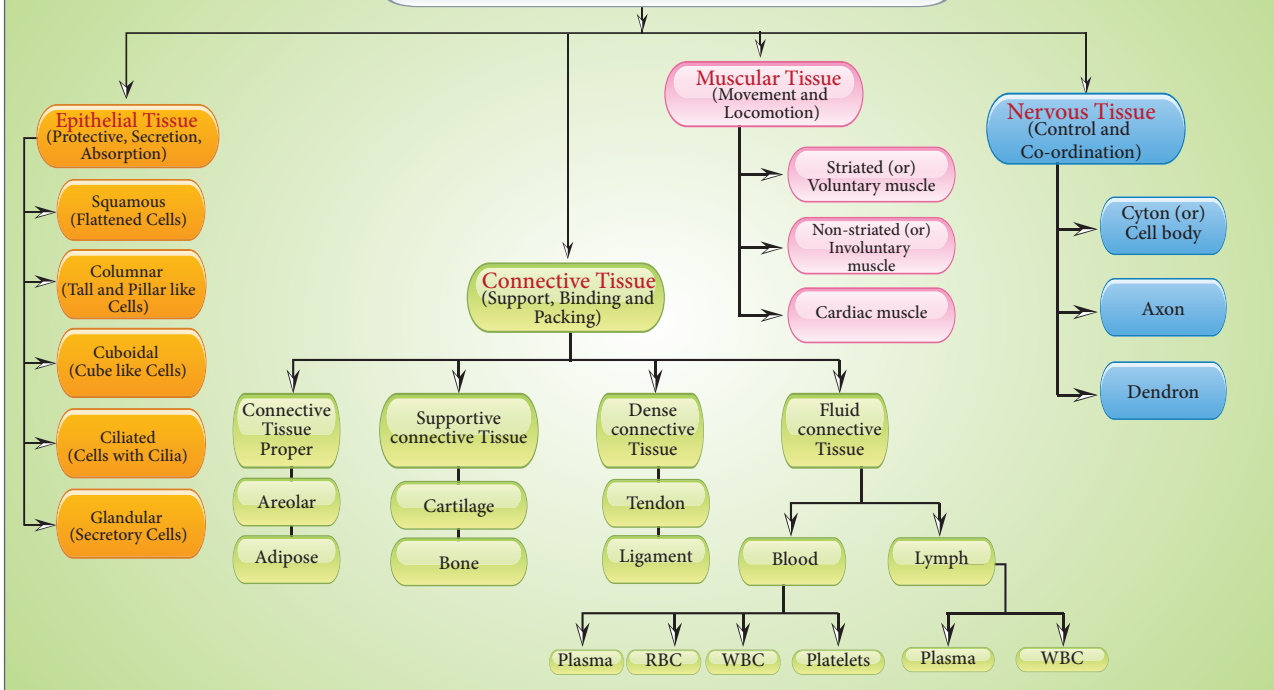 Epithelial Tissue
(Protective, Secretion,
Absorption)
Squamous
(Flattened Cells)
Columnar
(Tall and Pillar like
Cells)
Cuboidal
(Cube like Cells)
Ciliated
(Cells with Cilia)
Glandular
(Secretory Cells)
Connective Tissue
(Support, Binding and
Packing)
Connective
Tissue
Proper
Areolar
Adipose
Supportive
connective Tissue
Cartilage
Bone
Dense
connective
Tissue
Tendon
Ligament
Fluid
connective
Tissue
Blood
Plasma
RBC
WBC
Platelets
Lymph
Plasma
WBC
Muscular Tissue
(Movement and
Locomotion)
Striated (or)
Voluntary muscle
Non-striated (or)
Involuntary
muscle
Cardiac muscle
Nervous Tissue
(Control and
Co-ordination)
Cyton (or)
Cell body
Axon
Dendron